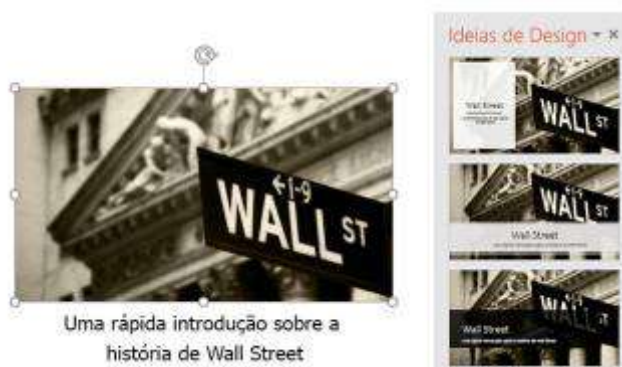 ←1-9
WALL ST
Uma rápida introdução sobre a
história de Wall Street
Ideias de Design
Wall Street
WALL ST
WALL ST
Wall Street
WALL ST
Wall Street